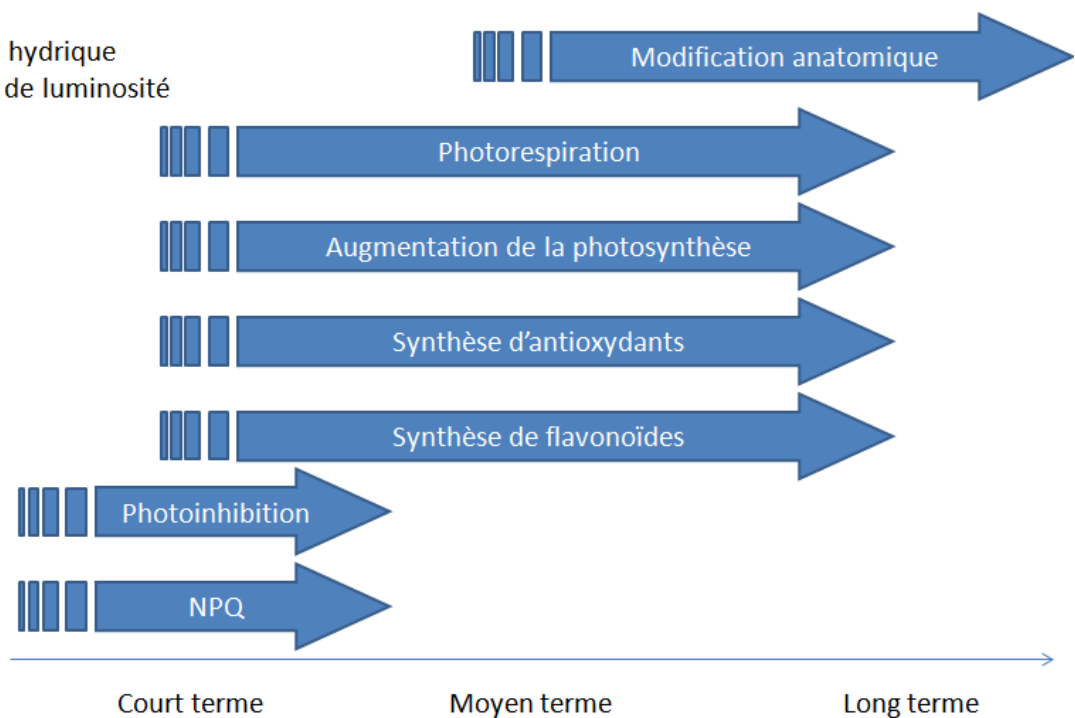 hydrique
de luminosité
Modification anatomique
Photorespiration
Augmentation de la photosynthèse
Synthèse d'antioxydants
Synthèse de flavonoïdes
Photoinhibition
NPQ
Court terme
Moyen terme
Long terme